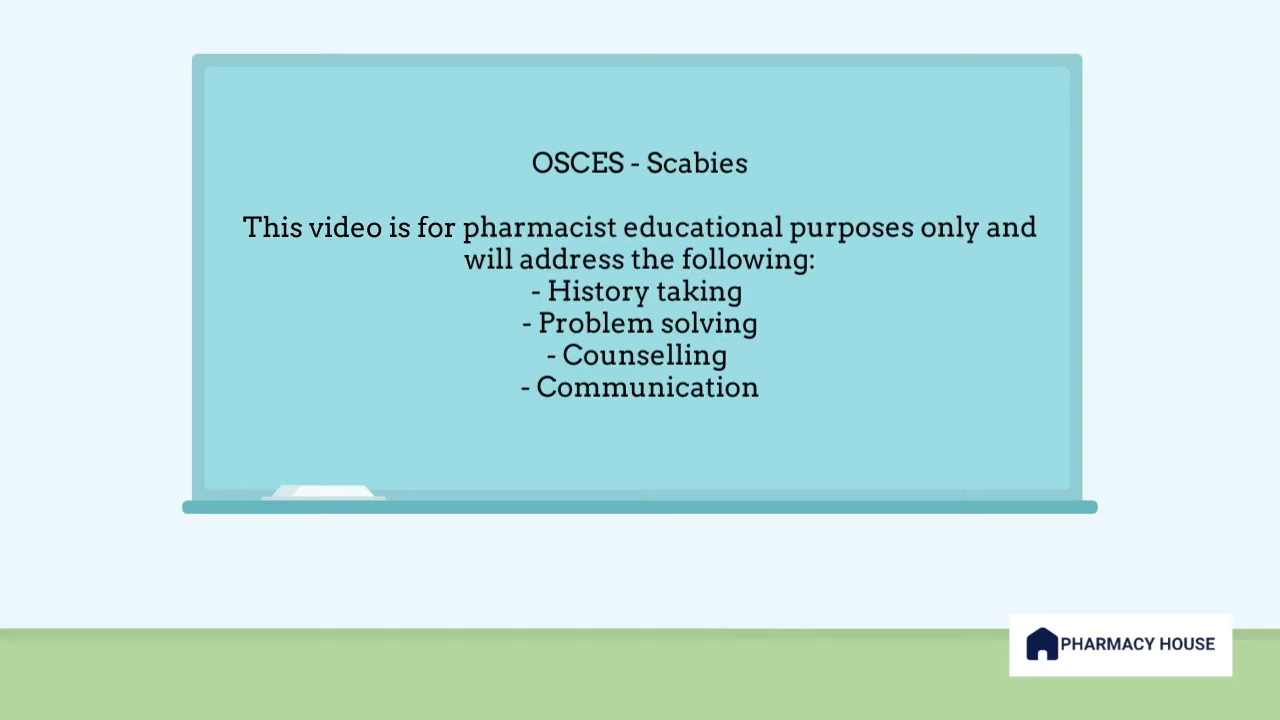 OSCES - Scabies
This video is for pharmacist educational purposes only and
will address the following:
- History taking
- Problem solving
- Counselling
- Communication
PHARMACY HOUSE